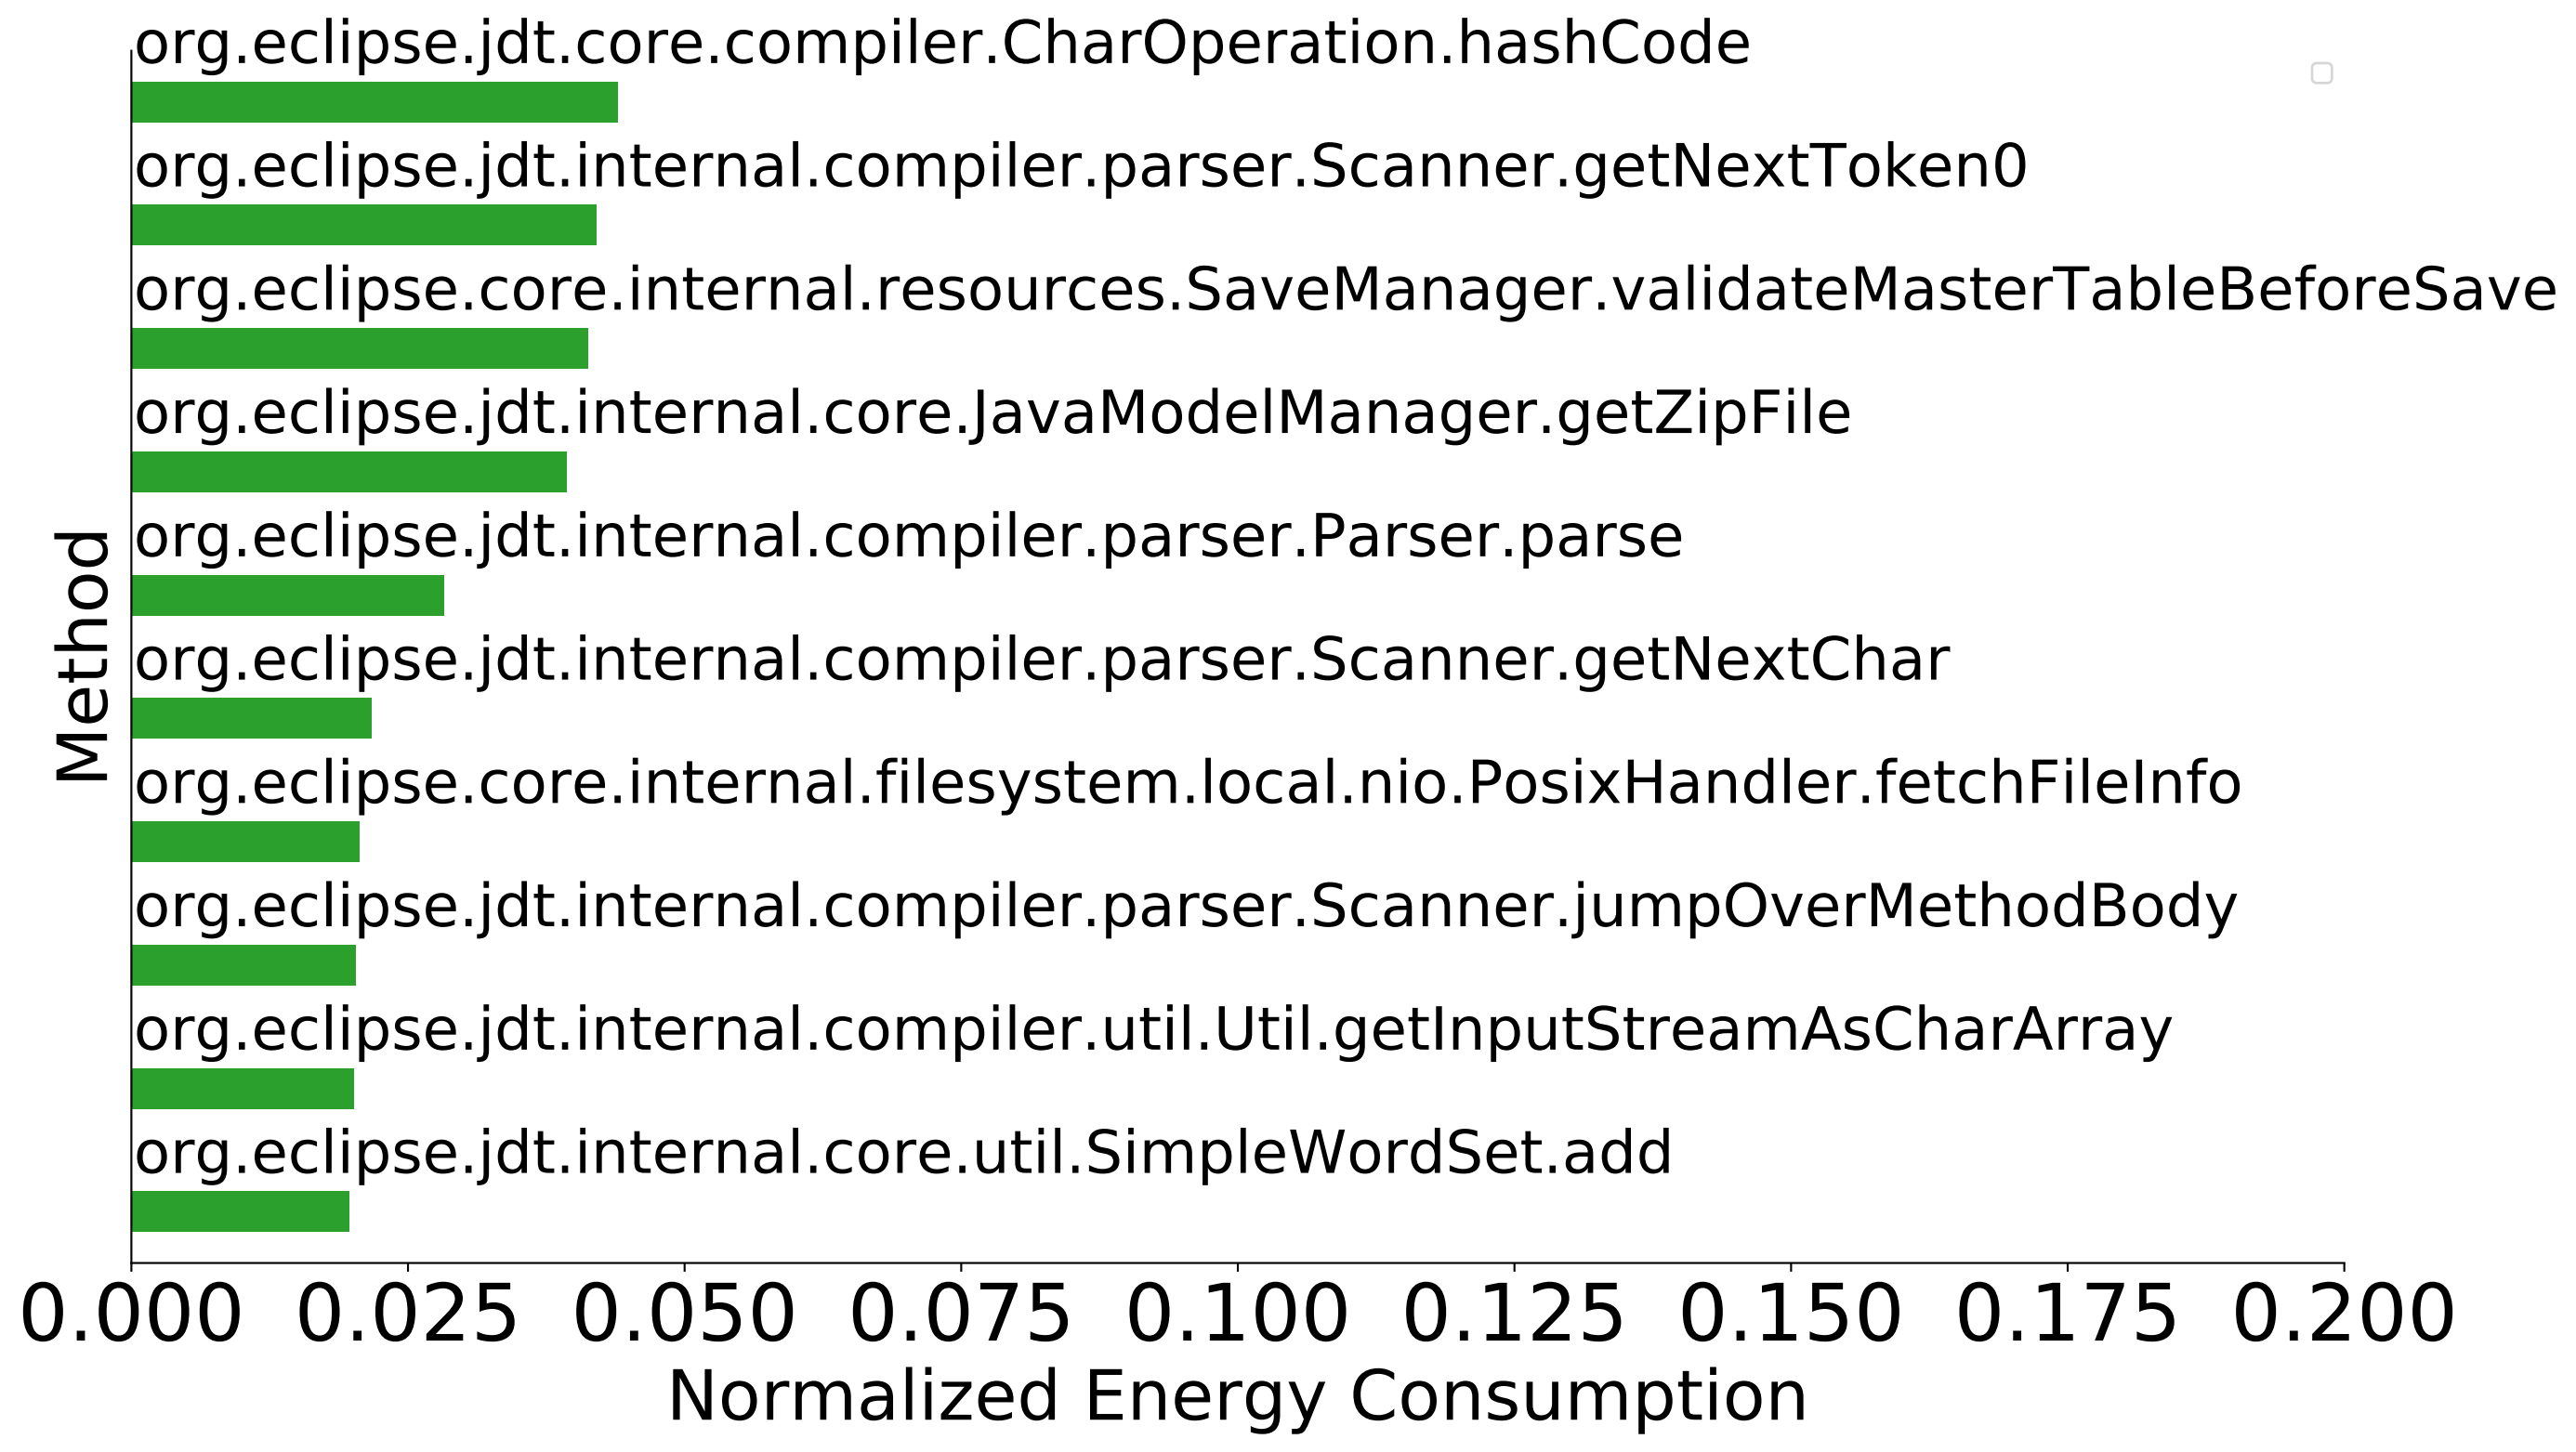 org.eclipse.jdt.core.compiler.CharOperation.hashCode
org.eclipse.jdt.internal.compiler.parser.Scanner.getNextToken0
org.eclipse.core.internal.resources.SaveManager.validateMasterTableBeforeSave
org.eclipse.jdt.internal.core.JavaModelManager.getZipFile
org.eclipse.jdt.internal.compiler.parser.Parser.parse
org.eclipse.jdt.internal.compiler.parser.Scanner.getNextChar
org.eclipse.core.internal.filesystem.local.nio.PosixHandler.fetchFileInfo
org.eclipse.jdt.internal.compiler.parser.Scanner.jumpOverMethodBody
org.eclipse.jdt.internal.compiler.util.Util.getInputStreamAsCharArray
org.eclipse.jdt.internal.core.util.SimpleWordSet.add
Method
0.000 0.025 0.050 0.075 0.100 0.125 0.150 0.175 0.200
Normalized Energy Consumption